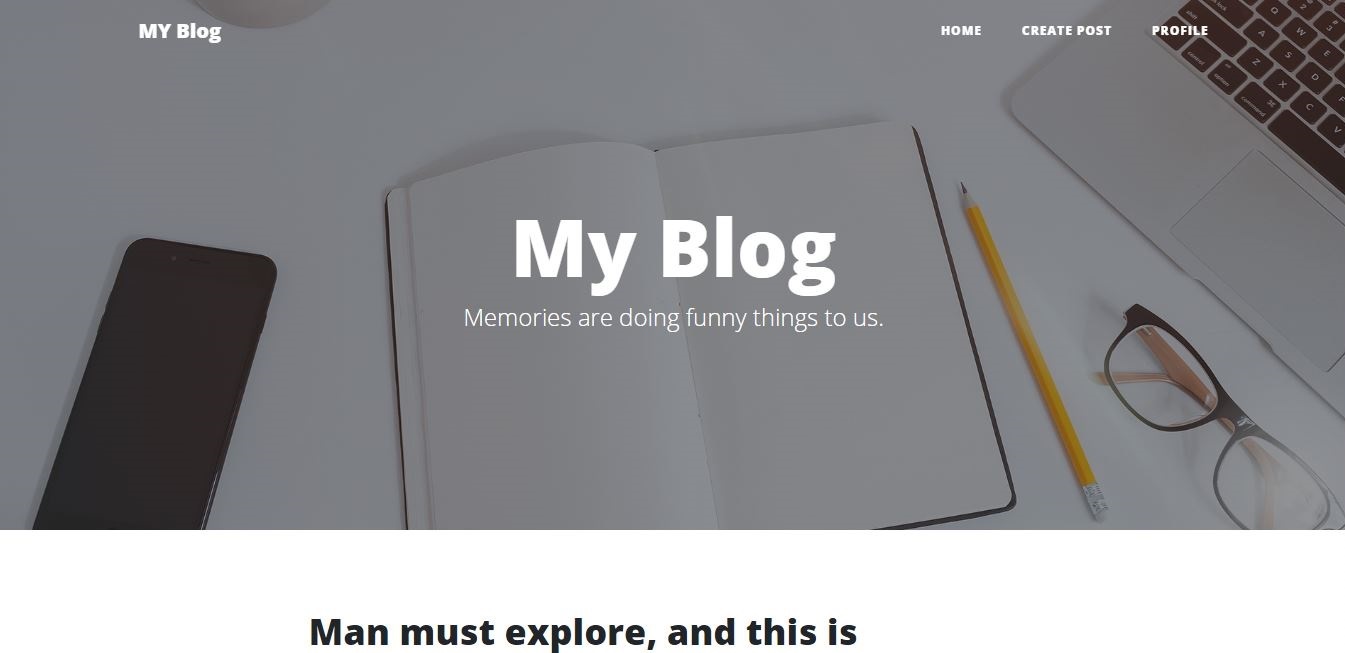 MY Blog
HOME CREATE POST PROFILE
My Blog
Memories are doing funny things to us.
Man must explore, and this is